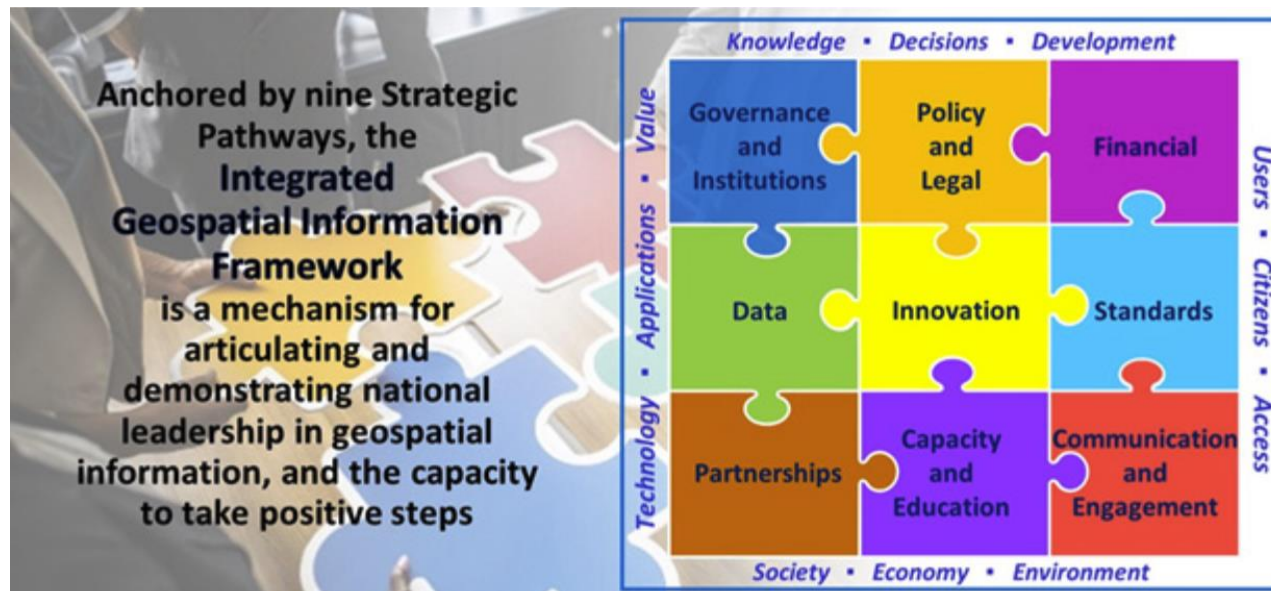 Anchored by nine Strategic
Pathways, the
Integrated
Geospatial Information
Framework
is a mechanism for
articulating and
demonstrating national
leadership in geospatial
information, and the capacity
to take positive steps
Knowledge ▪ Decisions ▪ Development
Technology ▪ Applications ▪ Value
Governance
and
Institutions
Policy
and
Legal
Financial
Data
Innovation
Standards
Partnerships
Capacity
and
Education
Communication
and
Engagement
Users ▪ Citizens ▪ Access
Society ▪ Economy ▪ Environment